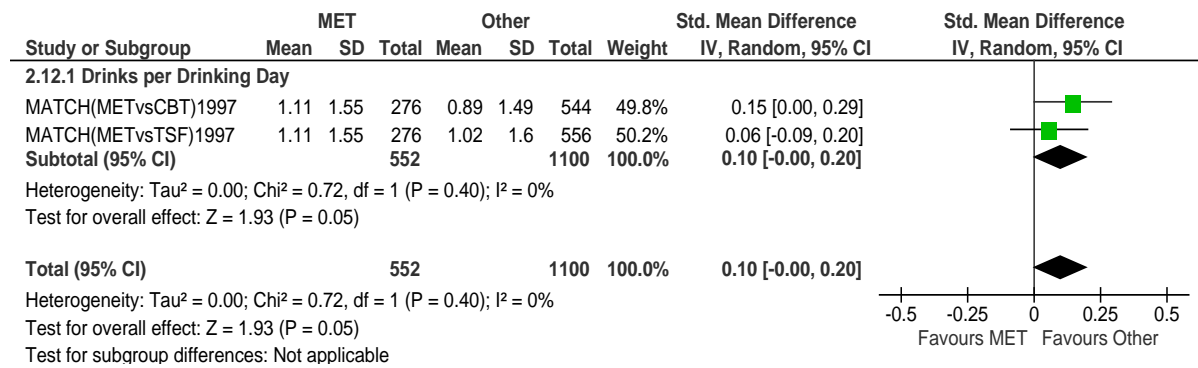 MET Other Std. Mean Difference Std. Mean Difference
Study or Subgroup Mean SD Total Mean SD Total Weight IV, Random, 95% CI IV, Random, 95% CI
2.12.1 Drinks per Drinking Day
MATCH(METvsCBT)1997 1.11 1.55 276 0.89 1.49 544 49.8% 0.15 [0.00, 0.29]
MATCH(METvsTSF)1997 1.11 1.55 276 1.02 1.6 556 50.2% 0.06 [-0.09, 0.20]
Subtotal (95% CI) 552 1100 100.0% 0.10 [-0.00, 0.20]
Heterogeneity: Tau² = 0.00; Chi² = 0.72, df = 1 (P = 0.40); I² = 0%
Test for overall effect: Z = 1.93 (P = 0.05)
Total (95% CI) 552 1100 100.0% 0.10 [-0.00, 0.20]
Heterogeneity: Tau² = 0.00; Chi² = 0.72, df = 1 (P = 0.40); I² = 0%
Test for overall effect: Z = 1.93 (P = 0.05)
Test for subgroup differences: Not applicable
-0.5 -0.25 0 0.25 0.5
Favours MET Favours Other